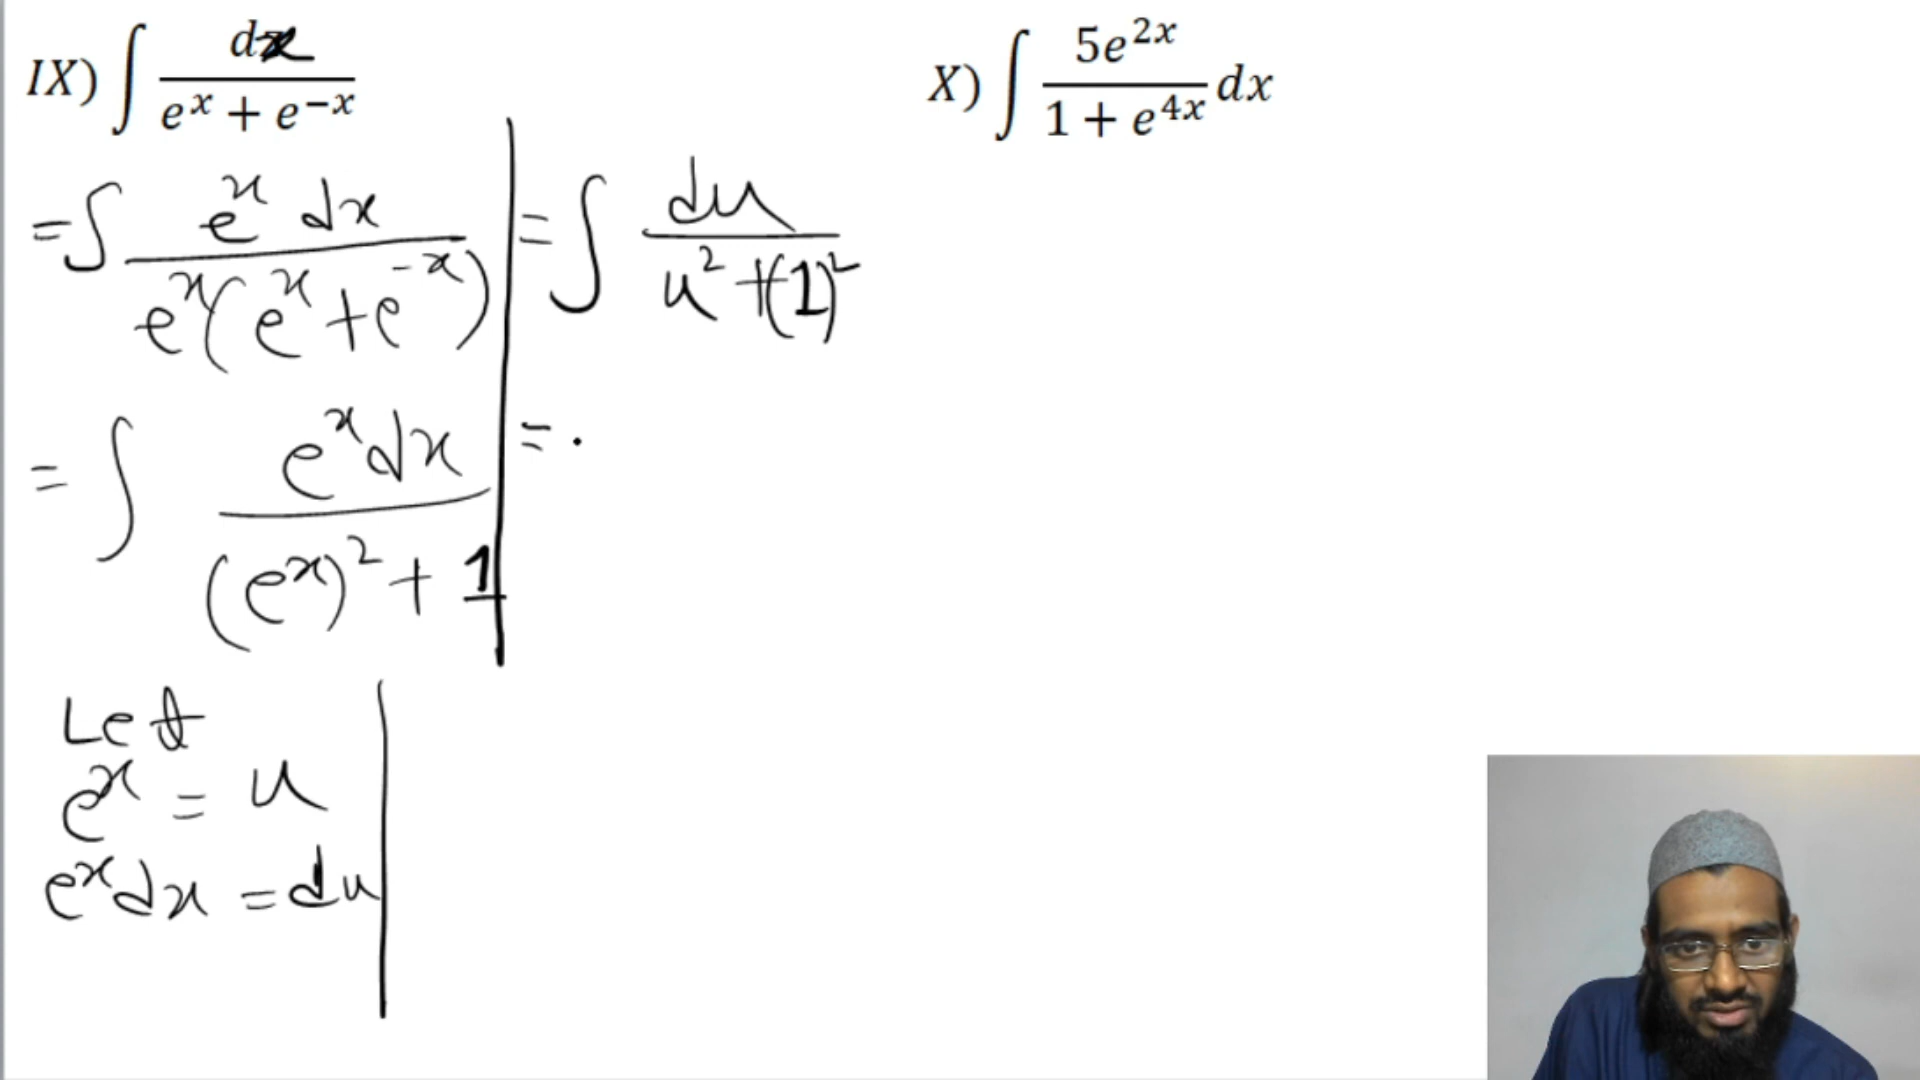 IX) ∫ dx / (e^x + e^{-x})
= ∫ e^x dx / e^x(e^x + e^{-x})
= ∫ e^x dx / (e^x)^2 + 1
Let
e^x = u
e^x dx = du
= ∫ du / u^2 + (1)^2
= .
X) ∫ 5e^{2x} / (1 + e^{4x}) dx